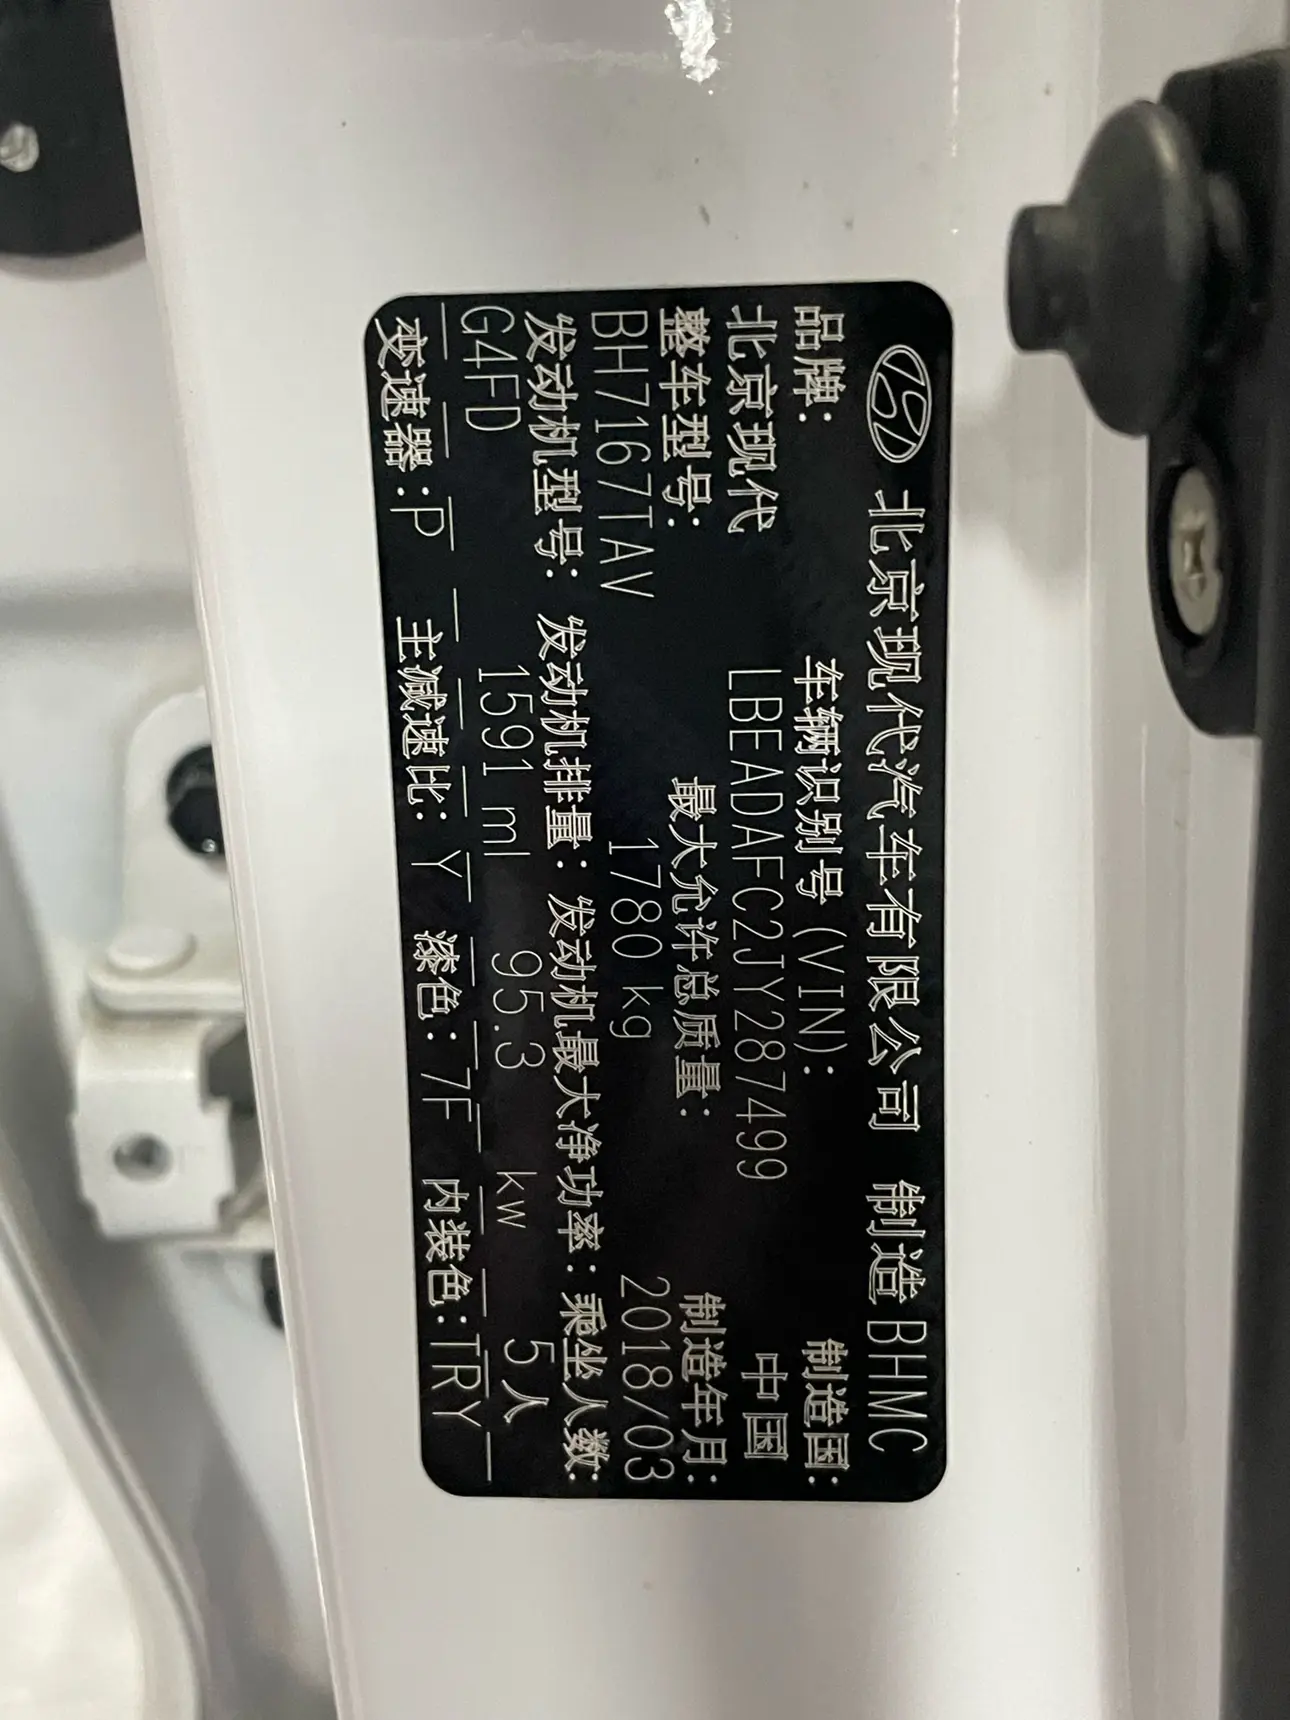 北京现代汽车有限公司 制造 BHMC
品牌: 车辆识别号 (VIN): 制造国:
北京现代 LBEADAFC2JY287499 中国
整车型号: 最大允许总质量: 制造年月:
BH7167TAV 1780 kg 2018/03
发动机型号: 发动机排量: 发动机最大净功率: 乘坐人数:
G4FD 1591 ml 95.3 kw 5人
变速器:P 主减速比: Y 漆色: 7F 内装色:TRY